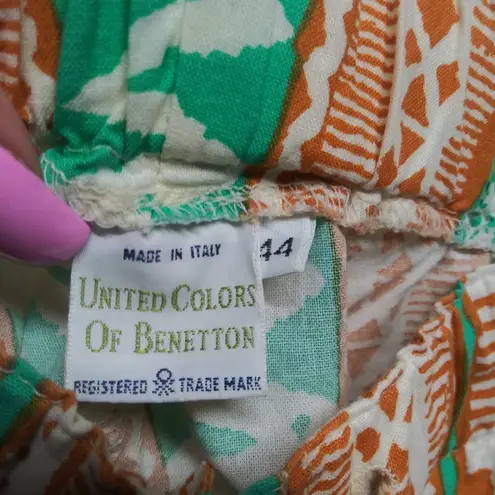 MADE IN ITALY
44
UNITED COLORS
OF BENETTON
REGISTERED TRADE MARK